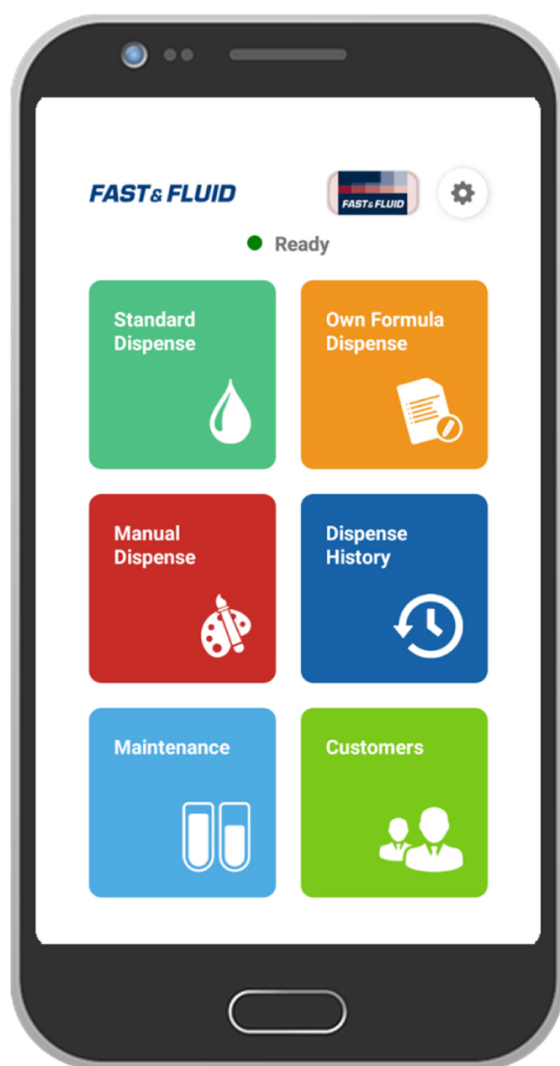 FAST & FLUID
FAST & FLUID
Ready
Standard
Dispense
Own Formula
Dispense
Manual
Dispense
Dispense
History
Maintenance
Customers